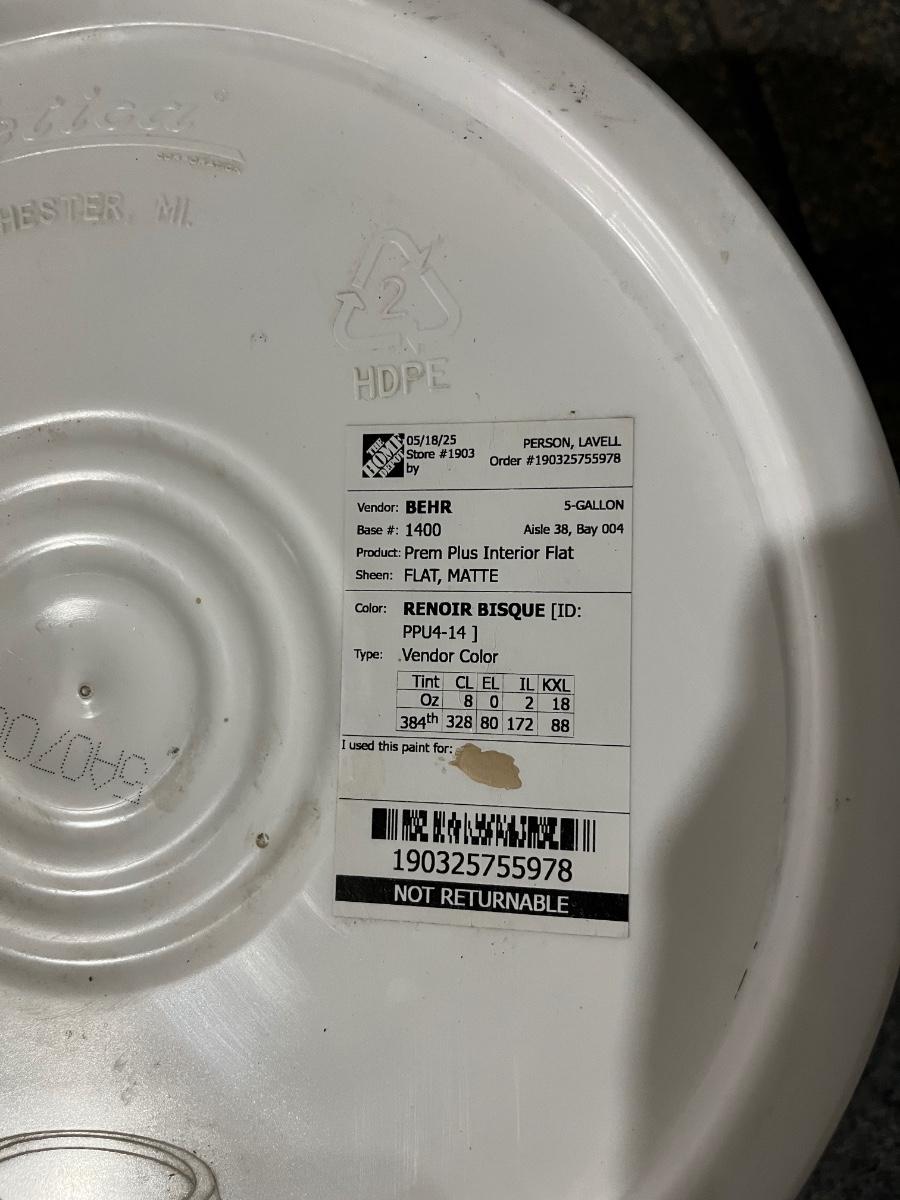 CORPORATION
HESTER, MI.
2
HDPE
THE HOME DEPOT
05/18/25
Store #1903
by
PERSON, LAVELL
Order #190325755978
Vendor: BEHR 5-GALLON
Base #: 1400 Aisle 38, Bay 004
Product: Prem Plus Interior Flat
Sheen: FLAT, MATTE
Color: RENOIR BISQUE [ID:
PPU4-14 ]
Type: Vendor Color
Tint CL EL IL KXL
Oz 8 0 2 18
384th 328 80 172 88
I used this paint for:
190325755978
NOT RETURNABLE